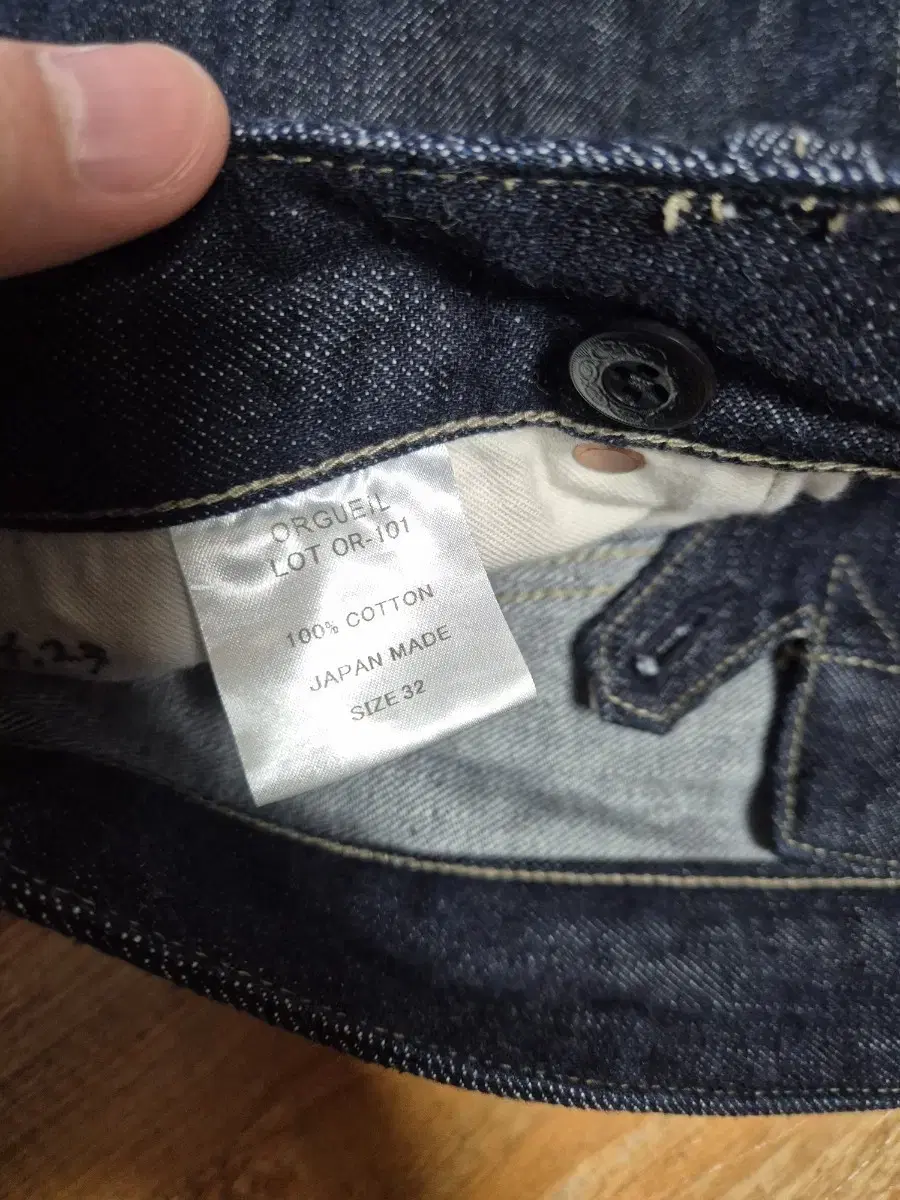 ORGUEIL
LOT OR-101
100% COTTON
JAPAN MADE
SIZE 32